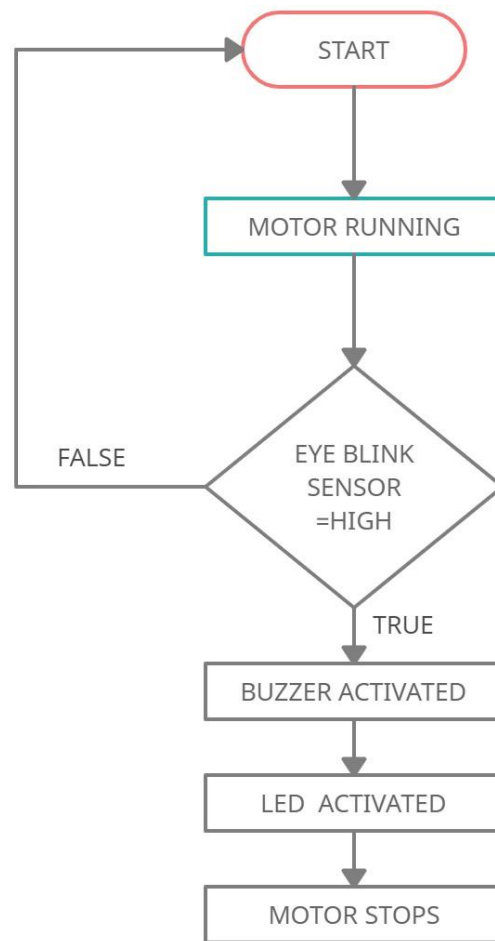 START
MOTOR RUNNING
EYE BLINK
SENSOR
=HIGH
FALSE
TRUE
BUZZER ACTIVATED
LED ACTIVATED
MOTOR STOPS